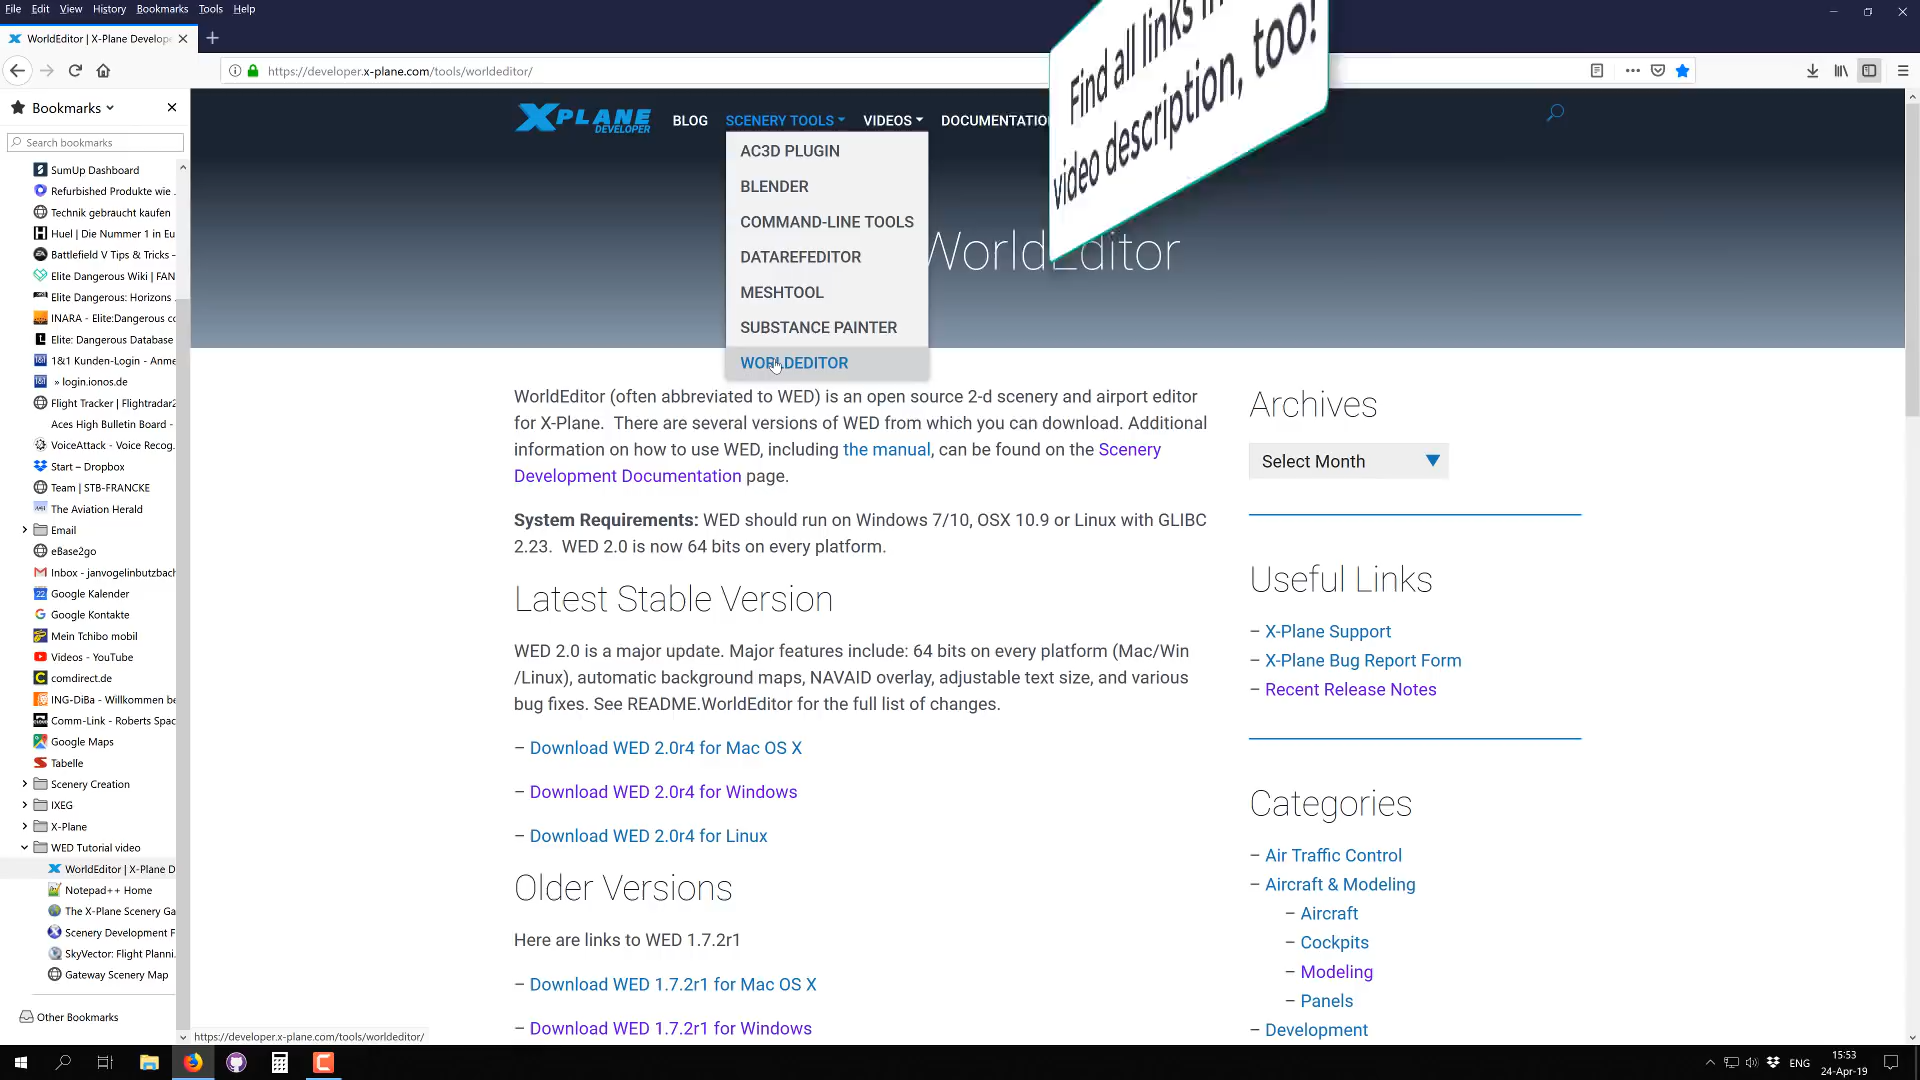 File Edit View History Bookmarks Tools Help
WorldEditor | X-Plane Develop
https://developer.x-plane.com/tools/worldeditor/
Bookmarks
Search bookmarks
SumUp Dashboard
Refurbished Produkte wie
Technik gebraucht kaufen
Huel | Die Nummer 1 in Eu
Battlefield V Tips & Tricks –
Elite Dangerous Wiki | FAN
Elite Dangerous: Horizons
INARA - Elite:Dangerous co
Elite: Dangerous Database
1&1 Kunden-Login - Anme
» login.ionos.de
Flight Tracker | Flightradar2
Aces High Bulletin Board -
VoiceAttack - Voice Recog
Start – Dropbox
Team | STB-FRANCKE
The Aviation Herald
Email
eBase2go
Inbox - janvogelinbutzbach
Google Kalender
Google Kontakte
Mein Tchibo mobil
Videos - YouTube
comdirect.de
ING-DiBa - Willkommen be
Comm-Link - Roberts Spac
Google Maps
Tabelle
Scenery Creation
IXEG
X-Plane
WED Tutorial video
WorldEditor | X-Plane D
Notepad++ Home
The X-Plane Scenery Ga
Scenery Development F
SkyVector: Flight Planni
Gateway Scenery Map
Other Bookmarks
X-PLANE DEVELOPER
BLOG SCENERY TOOLS VIDEOS DOCUMENTATION
AC3D PLUGIN
BLENDER
COMMAND-LINE TOOLS
DATAREFEDITOR
MESHTOOL
SUBSTANCE PAINTER
WORLDEDITOR
Find all links in
video description, too!
WorldEditor
WorldEditor (often abbreviated to WED) is an open source 2-d scenery and airport editor
for X-Plane. There are several versions of WED from which you can download. Additional
information on how to use WED, including the manual, can be found on the Scenery
Development Documentation page.
System Requirements: WED should run on Windows 7/10, OSX 10.9 or Linux with GLIBC
2.23. WED 2.0 is now 64 bits on every platform.
Latest Stable Version
WED 2.0 is a major update. Major features include: 64 bits on every platform (Mac/Win
/Linux), automatic background maps, NAVAID overlay, adjustable text size, and various
bug fixes. See README.WorldEditor for the full list of changes.
– Download WED 2.0r4 for Mac OS X
– Download WED 2.0r4 for Windows
– Download WED 2.0r4 for Linux
Older Versions
Here are links to WED 1.7.2r1
– Download WED 1.7.2r1 for Mac OS X
– Download WED 1.7.2r1 for Windows
Archives
Select Month
Useful Links
– X-Plane Support
– X-Plane Bug Report Form
– Recent Release Notes
Categories
– Air Traffic Control
– Aircraft & Modeling
– Aircraft
– Cockpits
– Modeling
– Panels
– Development
https://developer.x-plane.com/tools/worldeditor/
ENG
15:53
24-Apr-19